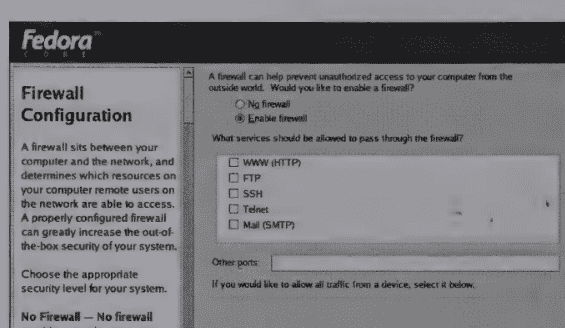 Fedora
CORE
Firewall
Configuration
A firewall sits between your
computer and the network, and
determines which resources on
your computer remote users on
the network are able to access.
A properly configured firewall
can greatly increase the out-of-
the-box security of your system.
Choose the appropriate
security level for your system.
No Firewall — No firewall
A firewall can help prevent unauthorized access to your computer from the
outside world. Would you like to enable a firewall?
No firewall
Enable firewall
What services should be allowed to pass through the firewall?
WWW (HTTP)
FTP
SSH
Telnet
Mail (SMTP)
Other ports:
If you would like to allow all traffic from a device, select it below.